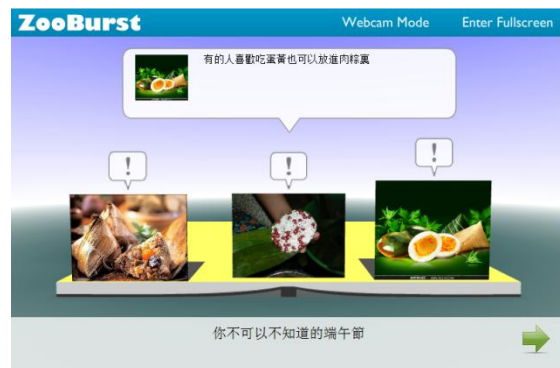 ZooBurst
Webcam Mode
Enter Fullscreen
有的人喜歡吃蛋黃也可以放進肉粽裏
!
!
!
你不可以不知道的端午節